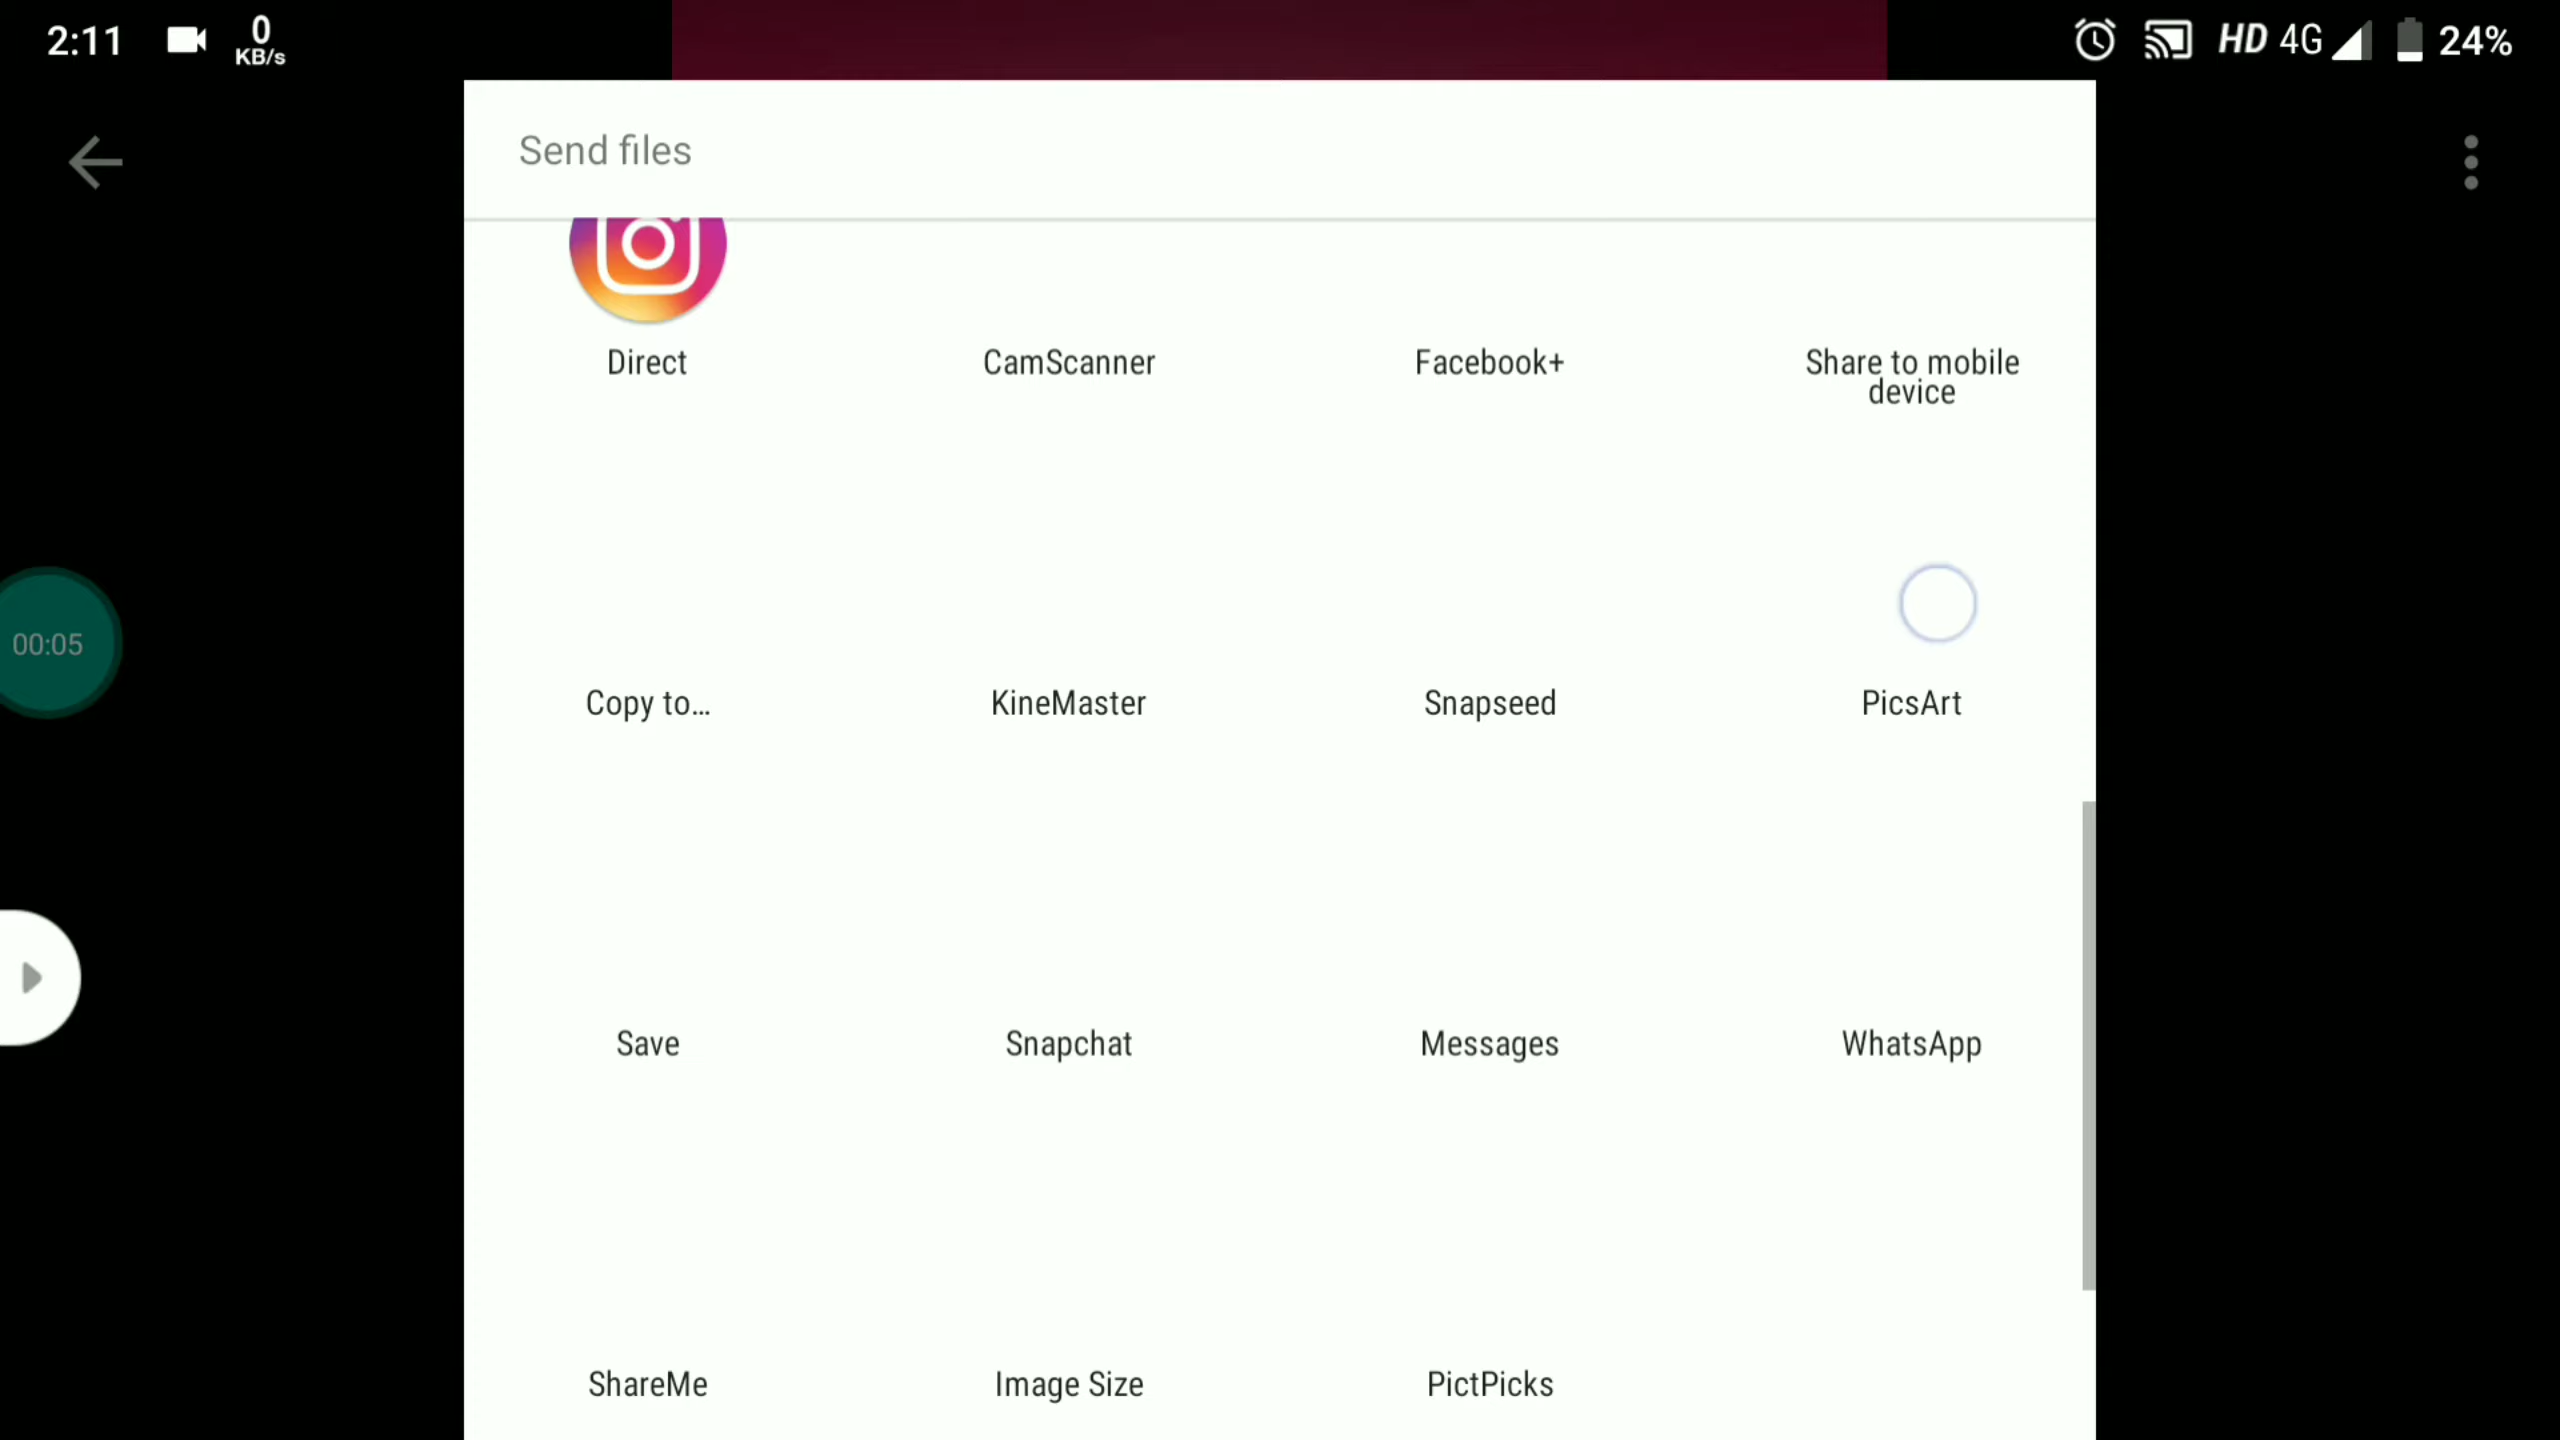 2:11
0
KB/s
HD 4G
24%
Send files
Direct
CamScanner
Facebook+
Share to mobile
device
00:05
Copy to...
KineMaster
Snapseed
PicsArt
Save
Snapchat
Messages
WhatsApp
ShareMe
Image Size
PictPicks